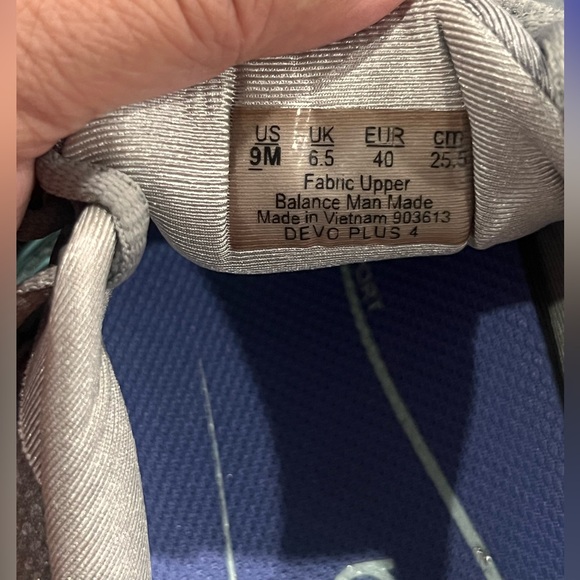 US UK EUR cm
9M 6.5 40 25.5
Fabric Upper
Balance Man Made
Made in Vietnam 903613
DEVO PLUS 4